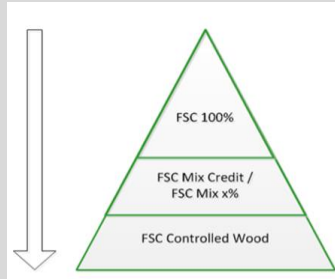 FSC 100%
FSC Mix Credit /
FSC Mix x%
FSC Controlled Wood